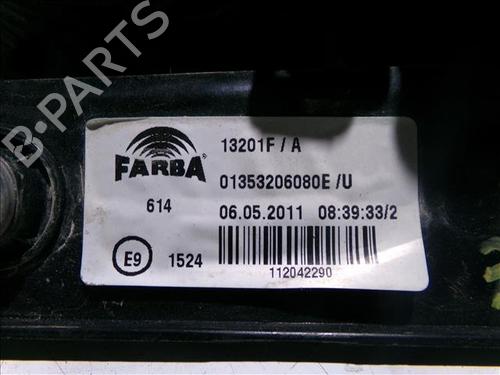 B-PARTS
FARBA
13201F / A
01353206080E /U
614
06.05.2011 08:39:33/2
E9
1524
112042290